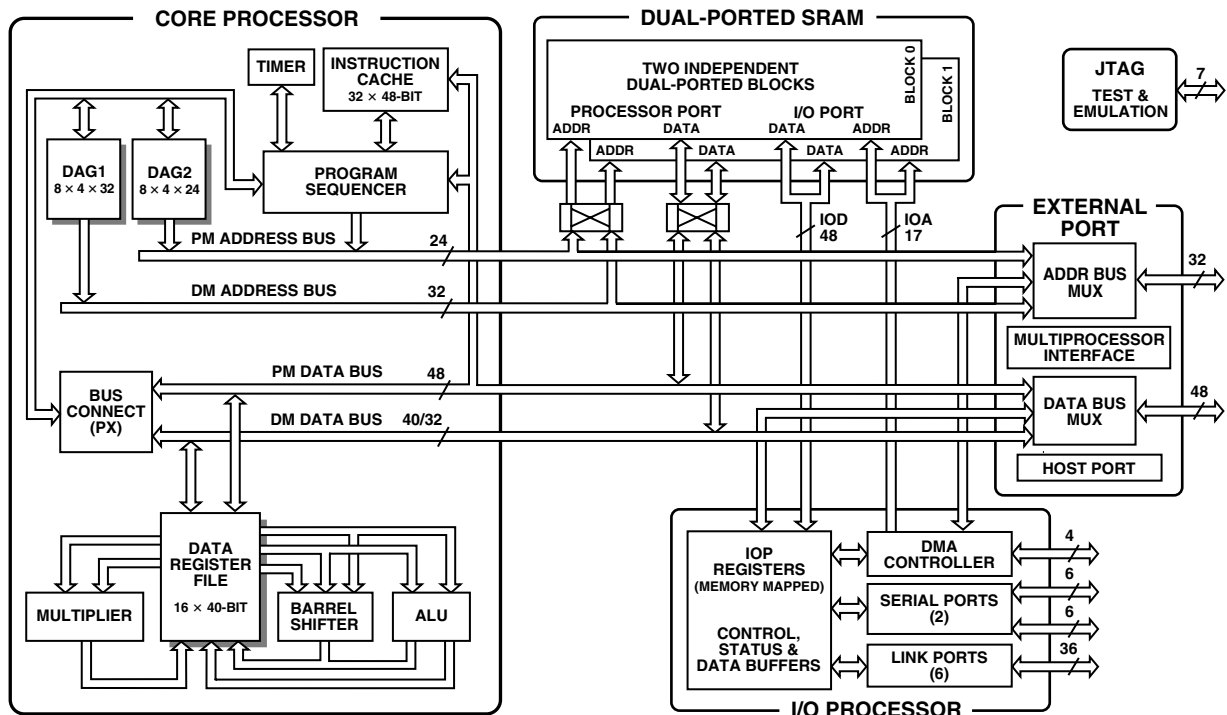 CORE PROCESSOR
TIMER
INSTRUCTION
CACHE
32 × 48-BIT
DAG1
8 × 4 × 32
DAG2
8 × 4 × 24
PROGRAM
SEQUENCER
PM ADDRESS BUS
24
DM ADDRESS BUS
32
PM DATA BUS
48
BUS
CONNECT
(PX)
DM DATA BUS
40/32
DATA
REGISTER
FILE
16 × 40-BIT
MULTIPLIER
BARREL
SHIFTER
ALU
DUAL-PORTED SRAM
TWO INDEPENDENT
DUAL-PORTED BLOCKS
BLOCK 0
BLOCK 1
PROCESSOR PORT
I/O PORT
ADDR
DATA
DATA
ADDR
ADDR
DATA
DATA
ADDR
IOD
48
IOA
17
JTAG
TEST &
EMULATION
7
EXTERNAL
PORT
ADDR BUS
MUX
32
MULTIPROCESSOR
INTERFACE
DATA BUS
MUX
48
HOST PORT
IOP
REGISTERS
(MEMORY MAPPED)
CONTROL,
STATUS &
DATA BUFFERS
DMA
CONTROLLER
4
SERIAL PORTS
(2)
6
6
LINK PORTS
(6)
36
I/O PROCESSOR